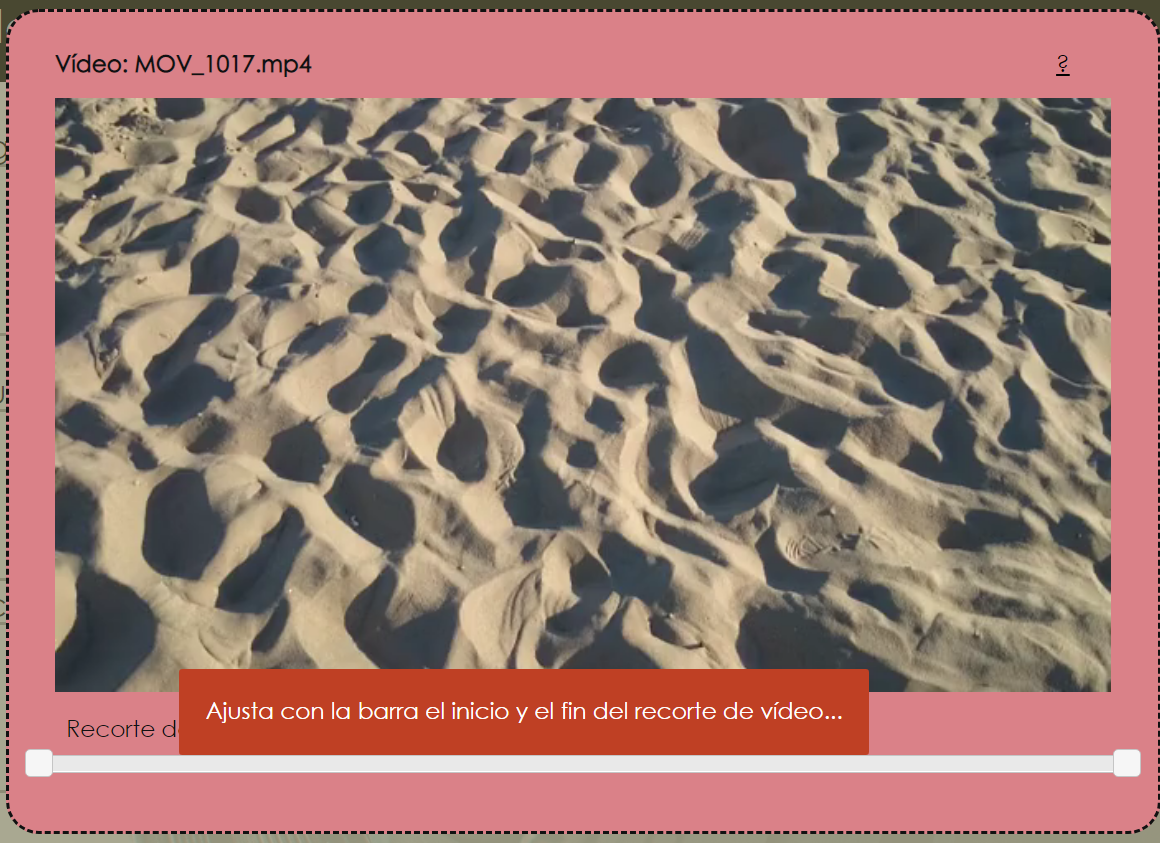 Vídeo: MOV_1017.mp4
?
Ajusta con la barra el inicio y el fin del recorte de vídeo...
Recorte